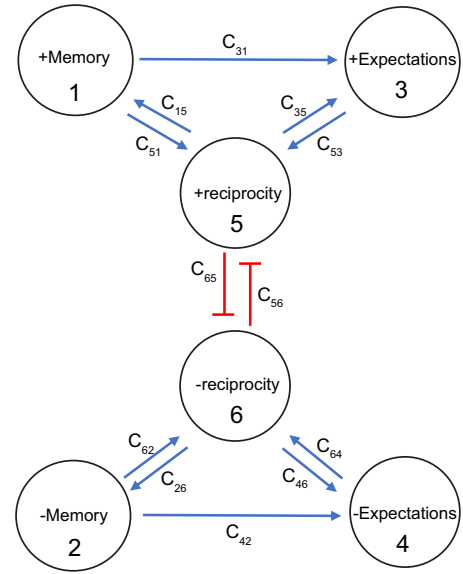 C₃₁
+Memory
+Expectations
1
3
C₁₅
C₃₅
C₅₁
C₅₃
+reciprocity
5
C₆₅
C₅₆
-reciprocity
6
C₆₂
C₆₄
C₂₆
C₄₆
-Memory
-Expectations
2
4
C₄₂